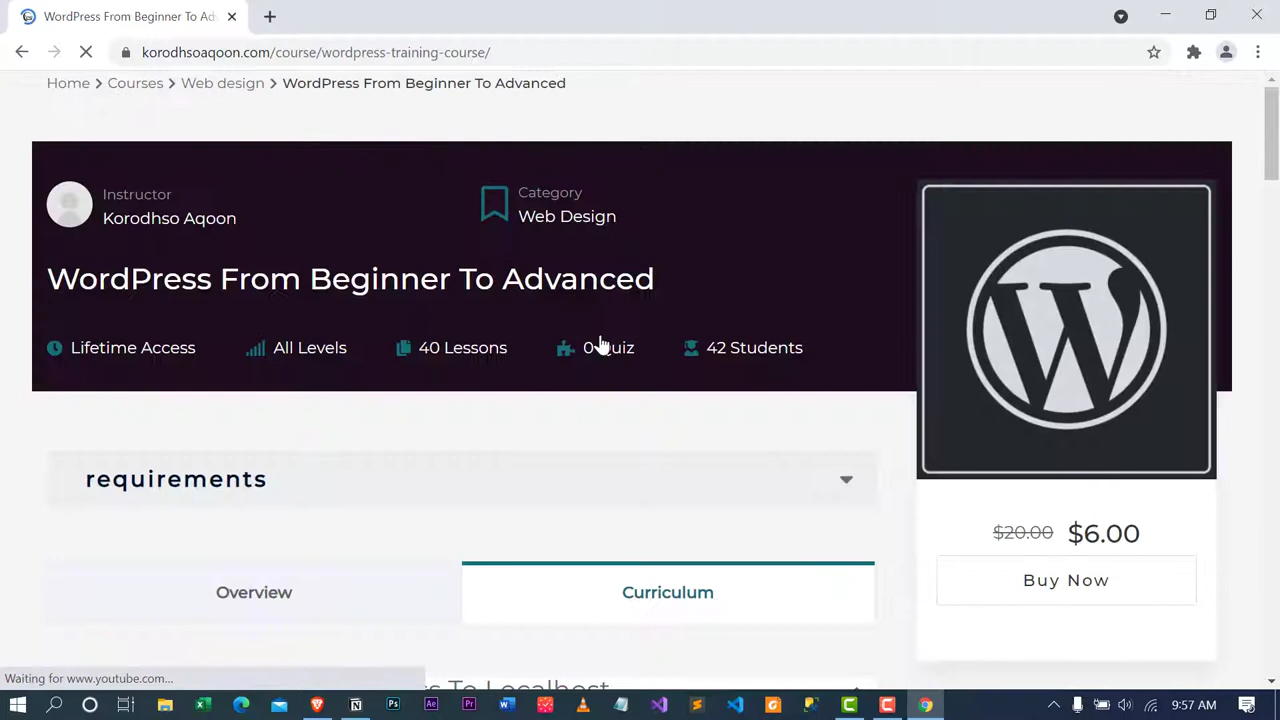 WordPress From Beginner To Ad
korodhsoaqoon.com/course/wordpress-training-course/
Home > Courses > Web design > WordPress From Beginner To Advanced
Instructor
Korodhso Aqoon
Category
Web Design
WordPress From Beginner To Advanced
Lifetime Access
All Levels
40 Lessons
0 Quiz
42 Students
requirements
$20.00 $6.00
Buy Now
Overview
Curriculum
To Localhost
Waiting for www.youtube.com...
9:57 AM